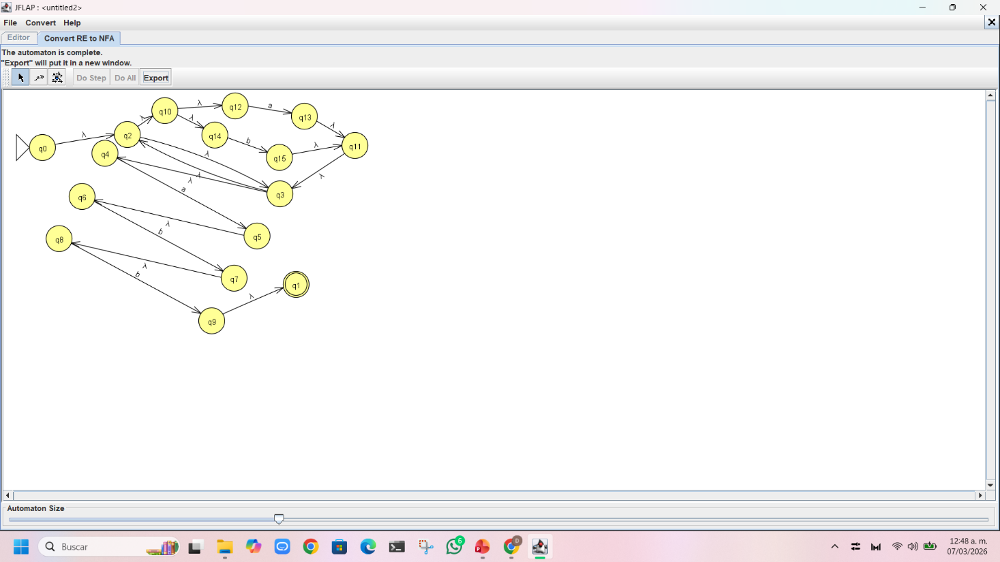 JFLAP : <untitled2>
File Convert Help
Editor Convert RE to NFA
The automaton is complete.
"Export" will put it in a new window.
Do Step Do All Export
q10 λ q12 a q13
λ λ λ
q2 q14 b q15 λ q11
q0 λ q4 λ
λ λ a q3 λ
q6 λ b q5
q8 λ b q7
q9 λ q1
Automaton Size
Buscar
6
D
12:48 a. m.
07/03/2026